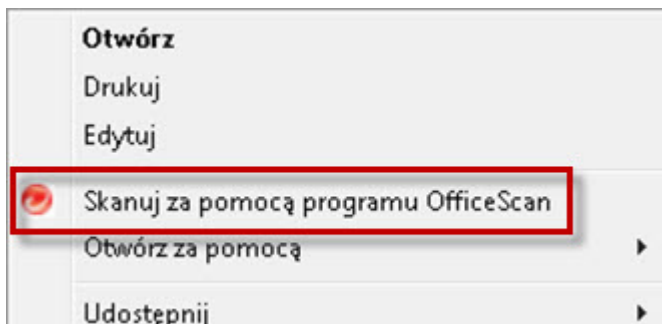 Otwórz
Drukuj
Edytuj
Skanuj za pomocą programu OfficeScan
Otwórz za pomocą
Udostępnij